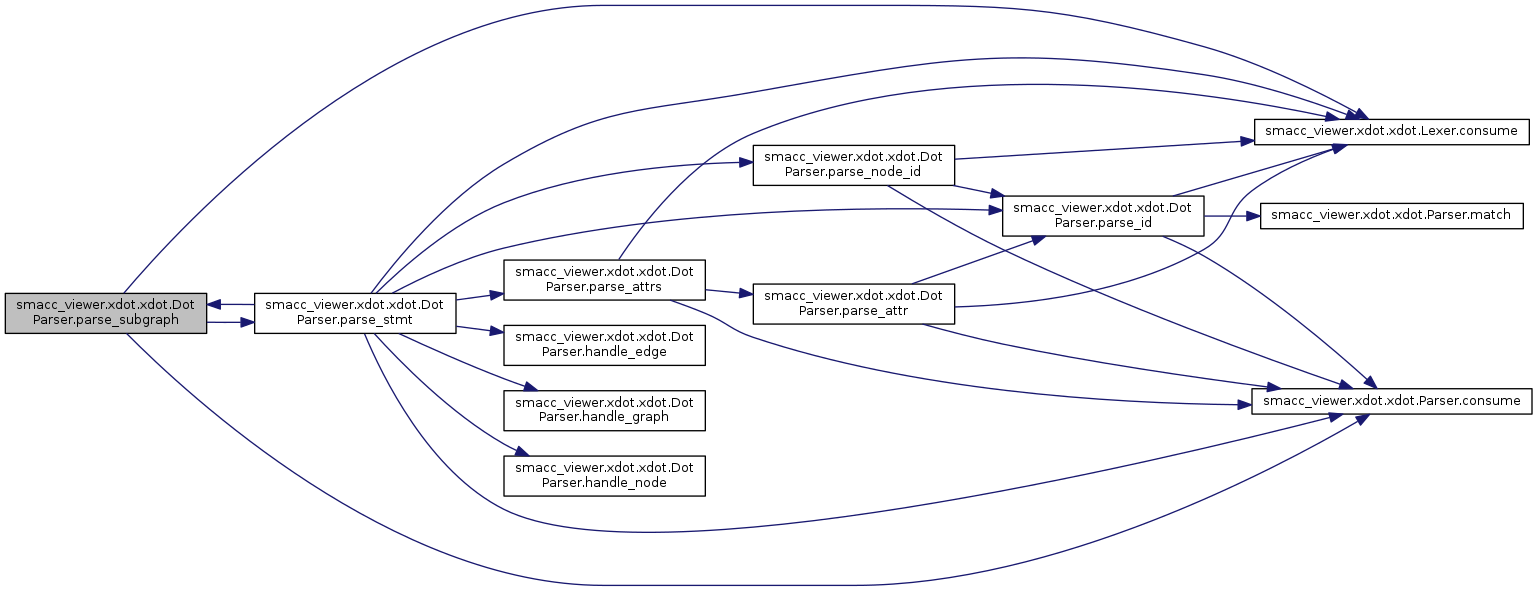 smacc_viewer.xdot.xdot.Dot
Parser.parse_subgraph
smacc_viewer.xdot.xdot.Dot
Parser.parse_stmt
smacc_viewer.xdot.xdot.Dot
Parser.parse_attrs
smacc_viewer.xdot.xdot.Dot
Parser.handle_edge
smacc_viewer.xdot.xdot.Dot
Parser.handle_graph
smacc_viewer.xdot.xdot.Dot
Parser.handle_node
smacc_viewer.xdot.xdot.Dot
Parser.parse_node_id
smacc_viewer.xdot.xdot.Dot
Parser.parse_attr
smacc_viewer.xdot.xdot.Dot
Parser.parse_id
smacc_viewer.xdot.xdot.Lexer.consume
smacc_viewer.xdot.xdot.Parser.match
smacc_viewer.xdot.xdot.Parser.consume